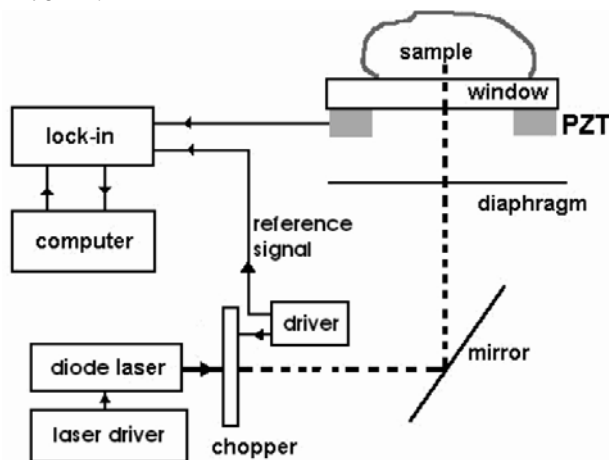 sample
window
PZT
lock-in
diaphragm
computer
reference
signal
driver
mirror
diode laser
laser driver
chopper